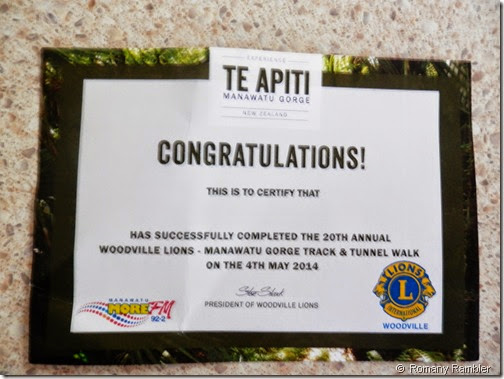 EXPERIENCE
TE APITI
MANAWATU GORGE
NEW ZEALAND
CONGRATULATIONS!
THIS IS TO CERTIFY THAT
HAS SUCCESSFULLY COMPLETED THE 20TH ANNUAL
WOODVILLE LIONS - MANAWATU GORGE TRACK & TUNNEL WALK
ON THE 4TH MAY 2014
PRESIDENT OF WOODVILLE LIONS
MANAWATU
MORE FM
92-2
LIONS
L
INTERNATIONAL
WOODVILLE
© Romany Rambler